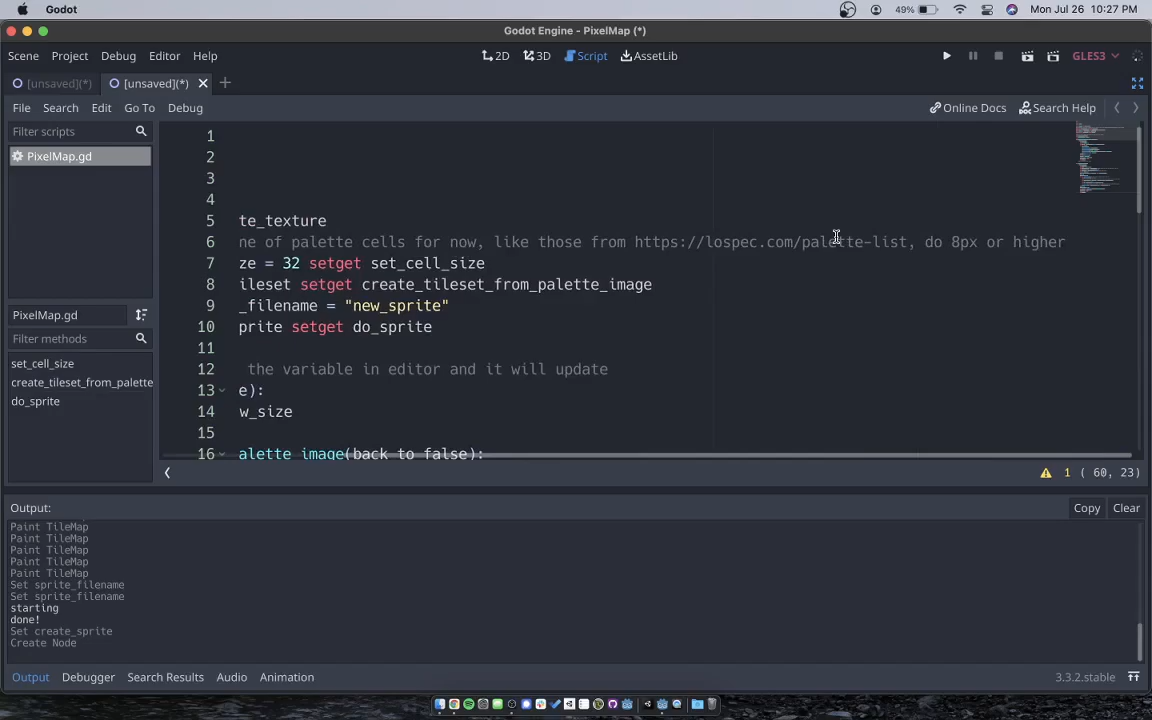 Godot
49%
Mon Jul 26 10:27 PM
Godot Engine - PixelMap (*)
Scene Project Debug Editor Help
2D 3D Script AssetLib
GLES3
[unsaved](*) [unsaved](*)
File Search Edit Go To Debug
Online Docs Search Help
Filter scripts
PixelMap.gd
PixelMap.gd
Filter methods
set_cell_size
create_tileset_from_palette
do_sprite
1
2
3
4
5 te_texture
6 ne of palette cells for now, like those from https://lospec.com/palette-list, do 8px or higher
7 ze = 32 setget set_cell_size
8 ileset setget create_tileset_from_palette_image
9 _filename = "new_sprite"
10 prite setget do_sprite
11
12 the variable in editor and it will update
13 e):
14 w_size
15
16 alette_image(back_to_false):
1 ( 60, 23)
Output:
Copy Clear
Paint TileMap
Paint TileMap
Paint TileMap
Paint TileMap
Paint TileMap
Set sprite_filename
Set sprite_filename
starting
done!
Set create_sprite
Create Node
Output Debugger Search Results Audio Animation
3.3.2.stable